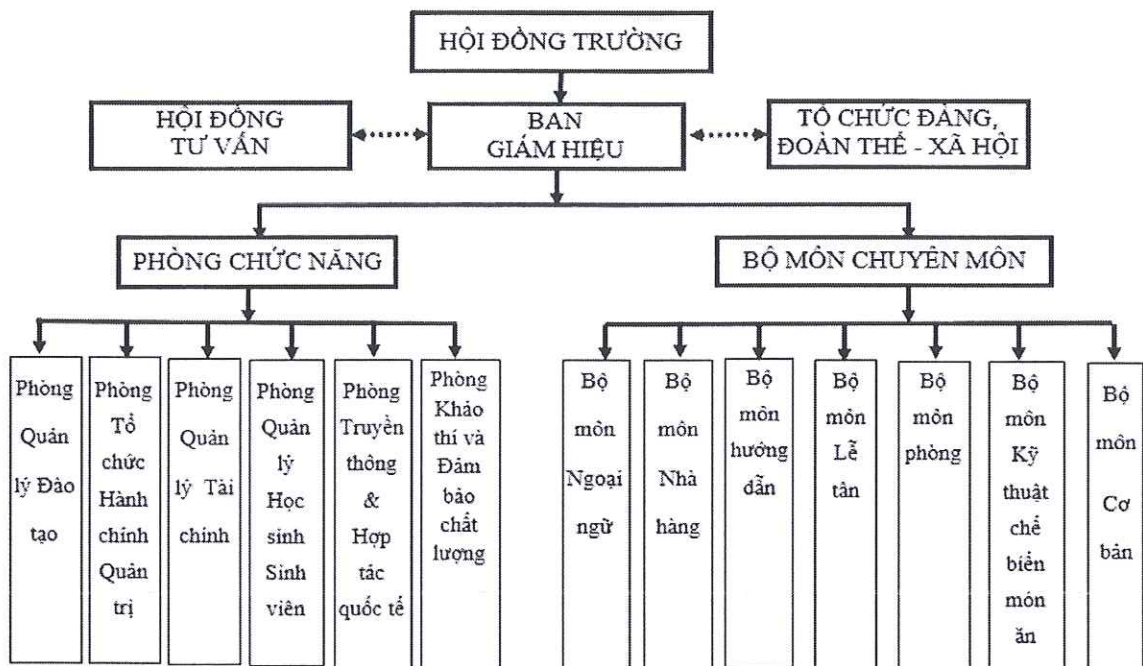 HỘI ĐỒNG TRƯỜNG
HỘI ĐỒNG
TƯ VẤN
BAN
GIÁM HIỆU
TỔ CHỨC ĐẢNG,
ĐOÀN THỂ - XÃ HỘI
PHÒNG CHỨC NĂNG
BỘ MÔN CHUYÊN MÔN
Phòng
Quản
lý Đào
tạo
Phòng
Tổ
chức
Hành
chính
Quản
trị
Phòng
Quản
lý Tài
chính
Phòng
Quản
lý
Học
sinh
Sinh
viên
Phòng
Truyền
thông
&
Hợp
tác
quốc tế
Phòng
Khảo
thí và
Đảm
bảo
chất
lượng
Bộ
môn
Ngoại
ngữ
Bộ
môn
Nhà
hàng
Bộ
môn
hướng
dẫn
Bộ
môn
Lễ
tân
Bộ
môn
phòng
Bộ
môn
Kỹ
thuật
chế
biến
món
ăn
Bộ
môn
Cơ
bản